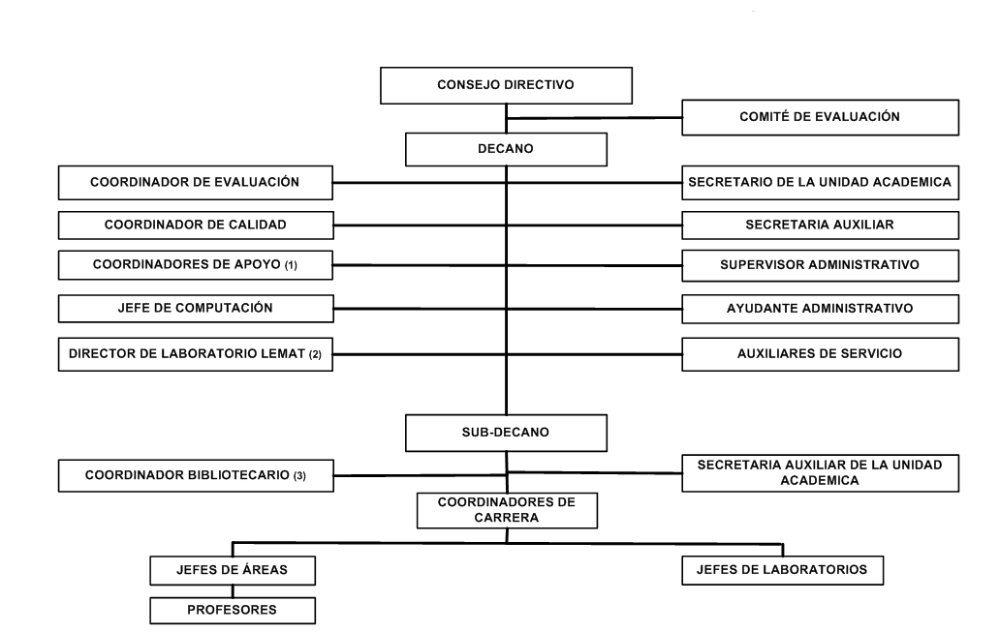 CONSEJO DIRECTIVO
COMITÉ DE EVALUACIÓN
DECANO
COORDINADOR DE EVALUACIÓN
SECRETARIO DE LA UNIDAD ACADEMICA
COORDINADOR DE CALIDAD
SECRETARIA AUXILIAR
COORDINADORES DE APOYO (1)
SUPERVISOR ADMINISTRATIVO
JEFE DE COMPUTACIÓN
AYUDANTE ADMINISTRATIVO
DIRECTOR DE LABORATORIO LEMAT (2)
AUXILIARES DE SERVICIO
SUB-DECANO
COORDINADOR BIBLIOTECARIO (3)
SECRETARIA AUXILIAR DE LA UNIDAD
ACADEMICA
COORDINADORES DE
CARRERA
JEFES DE ÁREAS
JEFES DE LABORATORIOS
PROFESORES